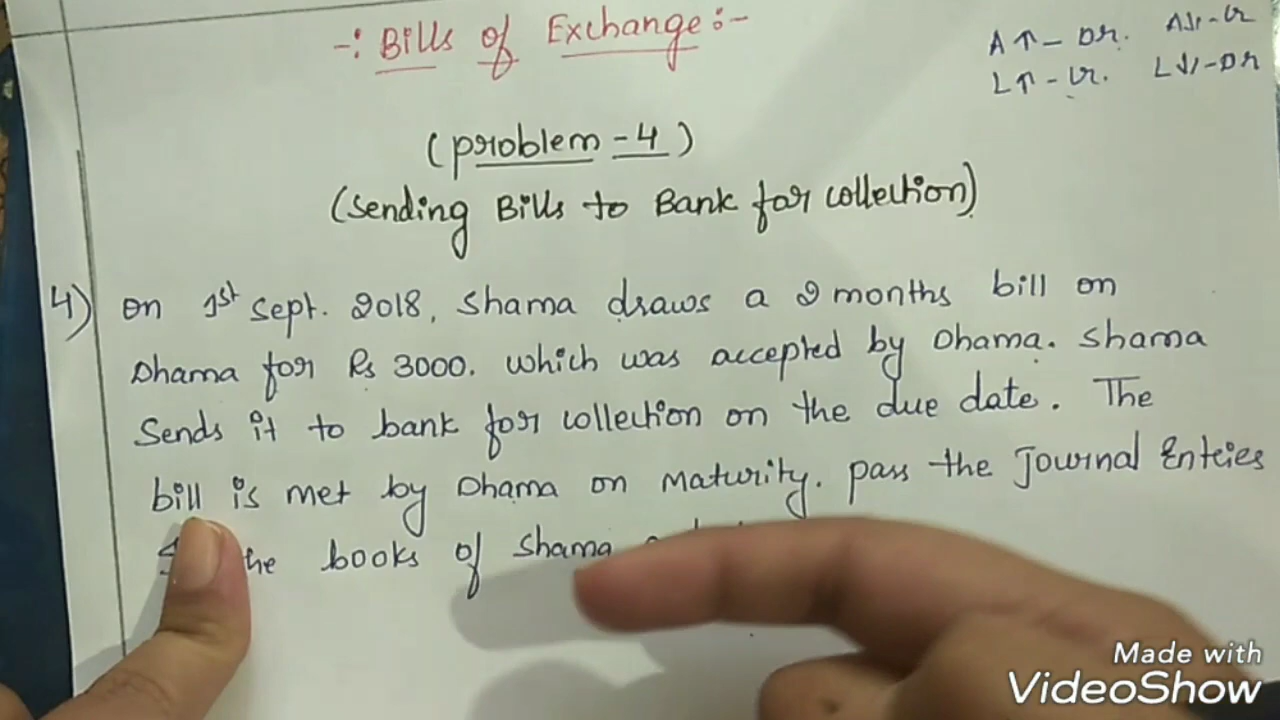 -: Bills of Exchange :-
A↑ - Dr. A↓ - Cr
L↑ - Cr. L↓ - Dr
(problem - 4)
(Sending Bills to Bank for collection)
4) On 1st Sept. 2018, Shama draws a 2 months bill on
Dhama for Rs 3000. which was accepted by Dhama. Shama
Sends it to bank for collection on the due date. The
bill is met by Dhama on maturity. pass the Journal Entries
books of Shama
Made with
VideoShow